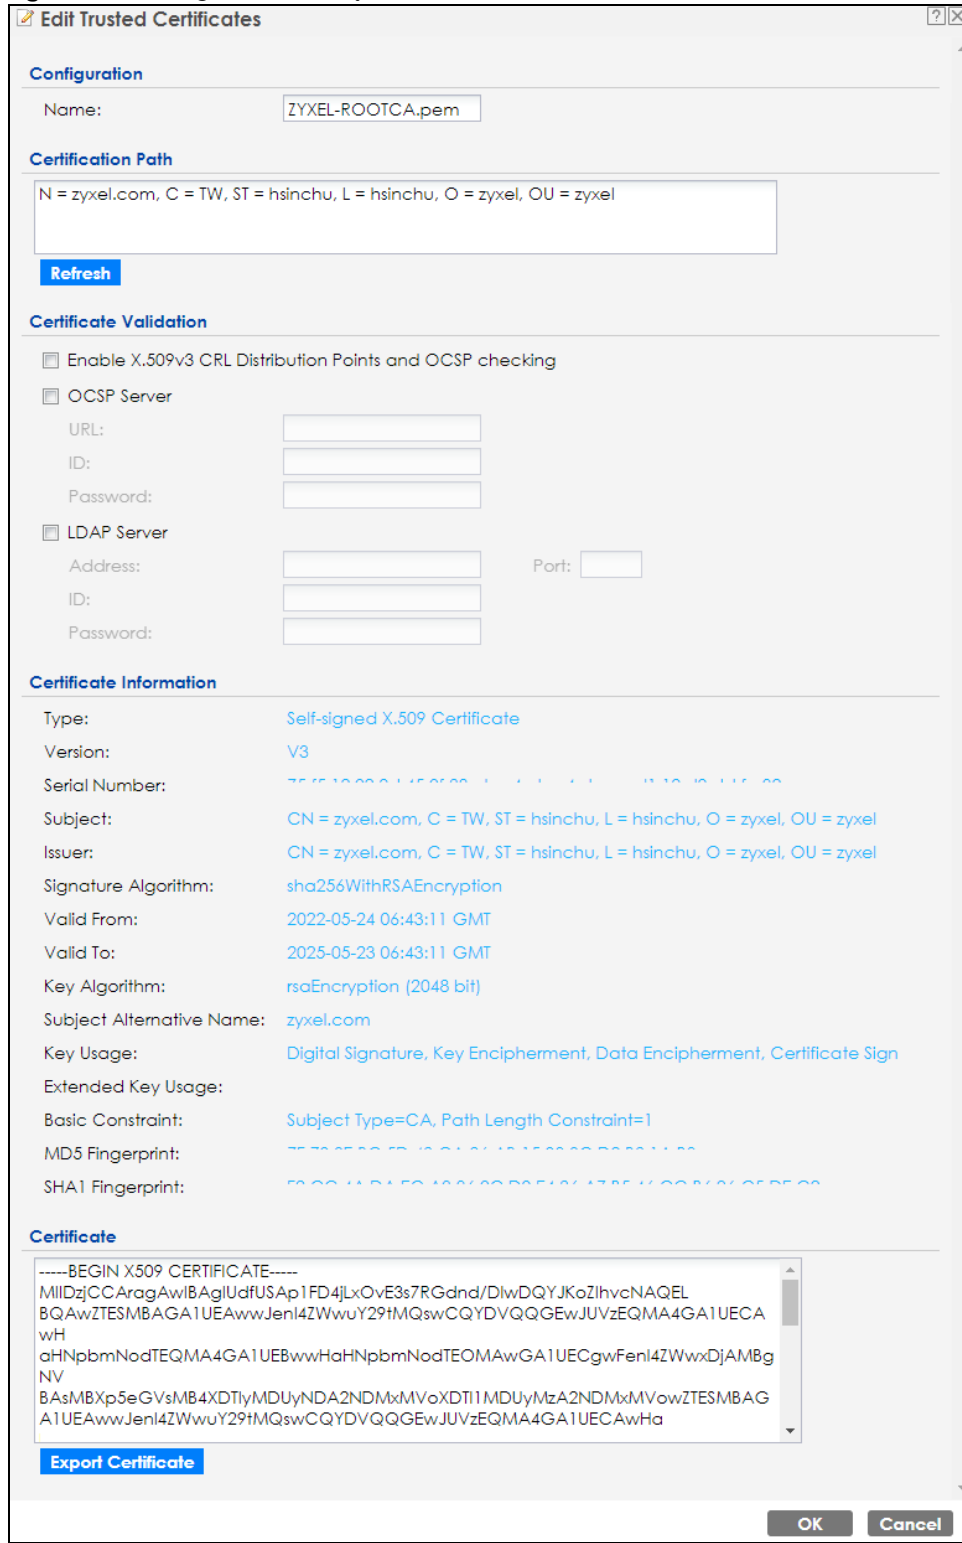 Edit Trusted Certificates
?
Configuration
Name: ZYXEL-ROOTCA.pem
Certification Path
N = zyxel.com, C = TW, ST = hsinchu, L = hsinchu, O = zyxel, OU = zyxel
Refresh
Certificate Validation
Enable X.509v3 CRL Distribution Points and OCSP checking
OCSP Server
URL:
ID:
Password:
LDAP Server
Address: Port:
ID:
Password:
Certificate Information
Type: Self-signed X.509 Certificate
Version: V3
Serial Number:
Subject: CN = zyxel.com, C = TW, ST = hsinchu, L = hsinchu, O = zyxel, OU = zyxel
Issuer: CN = zyxel.com, C = TW, ST = hsinchu, L = hsinchu, O = zyxel, OU = zyxel
Signature Algorithm: sha256WithRSAEncryption
Valid From: 2022-05-24 06:43:11 GMT
Valid To: 2025-05-23 06:43:11 GMT
Key Algorithm: rsaEncryption (2048 bit)
Subject Alternative Name: zyxel.com
Key Usage: Digital Signature, Key Encipherment, Data Encipherment, Certificate Sign
Extended Key Usage:
Basic Constraint: Subject Type=CA, Path Length Constraint=1
MD5 Fingerprint:
SHA1 Fingerprint:
Certificate
-----BEGIN X509 CERTIFICATE-----
MIIDzjCCAragAwIBAgIUdfUSAp1FD4jLxOvE3s7RGdnd/DIwDQYJKoZIhvcNAQEL
BQAwZTESMBAGA1UEAwwJenl4ZWwuY29tMQswCQYDVQQGEwJUVzEQMA4GA1UECA
wH
aHNpbmNodTEQMA4GA1UEBwwHaHNpbmNodTEOMAwGA1UECgwFenl4ZWwxDjAMBg
NV
BAsMBXp5eGVsMB4XDTIyMDUyNDA2NDMxMVoXDTI1MDUyMzA2NDMxMVowZTESMBAG
A1UEAwwJenl4ZWwuY29tMQswCQYDVQQGEwJUVzEQMA4GA1UECAwHa
Export Certificate
OK Cancel